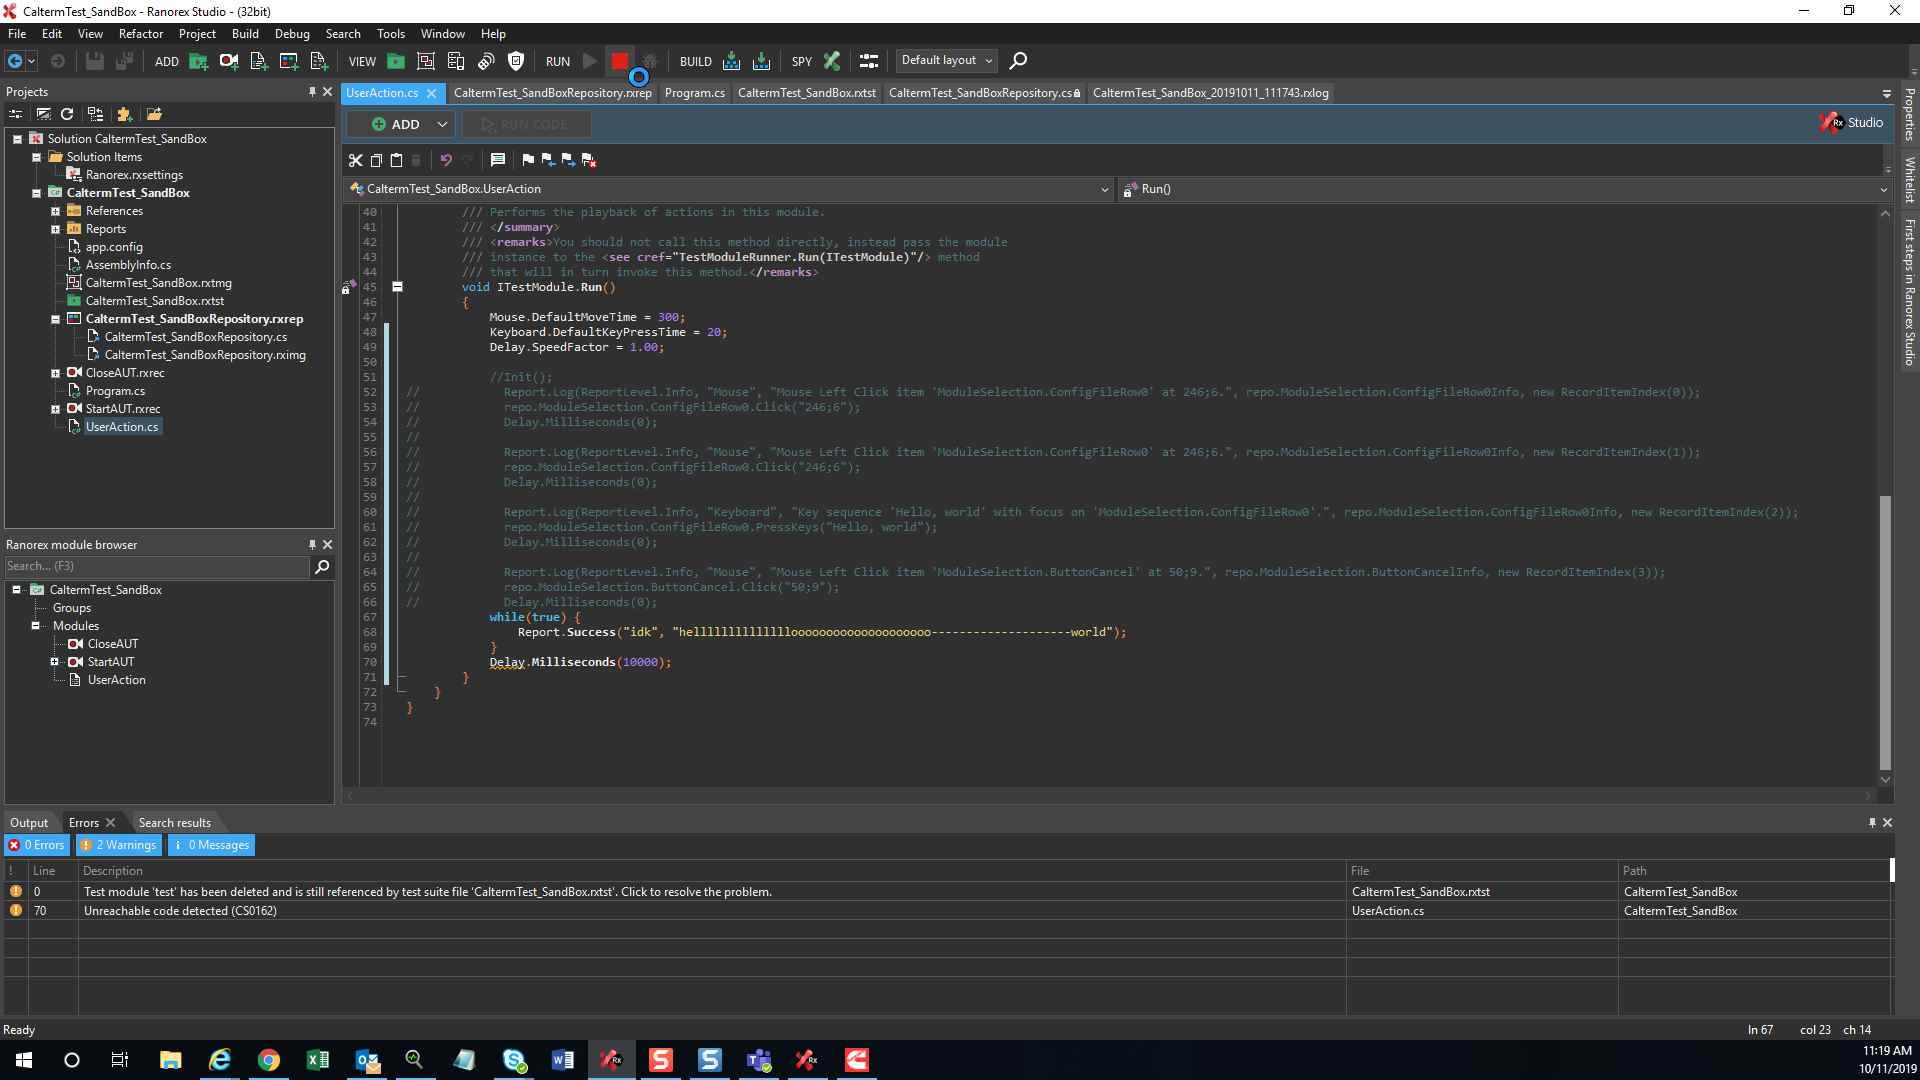 CaltermTest_SandBox - Ranorex Studio - (32bit)
File Edit View Refactor Project Build Debug Search Tools Window Help
ADD VIEW RUN BUILD SPY Default layout
Projects
Solution CaltermTest_SandBox
Solution Items
Ranorex.rxsettings
CaltermTest_SandBox
References
Reports
app.config
AssemblyInfo.cs
CaltermTest_SandBox.rxtmg
CaltermTest_SandBox.rxtst
CaltermTest_SandBoxRepository.rxrep
CaltermTest_SandBoxRepository.cs
CaltermTest_SandBoxRepository.rximg
CloseAUT.rxrec
Program.cs
StartAUT.rxrec
UserAction.cs
Ranorex module browser
Search... (F3)
CaltermTest_SandBox
Groups
Modules
CloseAUT
StartAUT
UserAction
UserAction.cs CaltermTest_SandBoxRepository.rxrep Program.cs CaltermTest_SandBox.rxtst CaltermTest_SandBoxRepository.cs CaltermTest_SandBox_20191011_111743.rxlog
ADD RUN CODE Rx Studio
CaltermTest_SandBox.UserAction Run()
40 /// Performs the playback of actions in this module.
41 /// </summary>
42 /// <remarks>You should not call this method directly, instead pass the module
43 /// instance to the <see cref="TestModuleRunner.Run(ITestModule)"/> method
44 /// that will in turn invoke this method.</remarks>
45 void ITestModule.Run()
46 {
47 Mouse.DefaultMoveTime = 300;
48 Keyboard.DefaultKeyPressTime = 20;
49 Delay.SpeedFactor = 1.00;
50
51 //Init();
52 // Report.Log(ReportLevel.Info, "Mouse", "Mouse Left Click item 'ModuleSelection.ConfigFileRow0' at 246;6.", repo.ModuleSelection.ConfigFileRow0Info, new RecordItemIndex(0));
53 // repo.ModuleSelection.ConfigFileRow0.Click("246;6");
54 // Delay.Milliseconds(0);
55 //
56 // Report.Log(ReportLevel.Info, "Mouse", "Mouse Left Click item 'ModuleSelection.ConfigFileRow0' at 246;6.", repo.ModuleSelection.ConfigFileRow0Info, new RecordItemIndex(1));
57 // repo.ModuleSelection.ConfigFileRow0.Click("246;6");
58 // Delay.Milliseconds(0);
59 //
60 // Report.Log(ReportLevel.Info, "Keyboard", "Key sequence 'Hello, world' with focus on 'ModuleSelection.ConfigFileRow0'.", repo.ModuleSelection.ConfigFileRow0Info, new RecordItemIndex(2));
61 // repo.ModuleSelection.ConfigFileRow0.PressKeys("Hello, world");
62 // Delay.Milliseconds(0);
63 //
64 // Report.Log(ReportLevel.Info, "Mouse", "Mouse Left Click item 'ModuleSelection.ButtonCancel' at 50;9.", repo.ModuleSelection.ButtonCancelInfo, new RecordItemIndex(3));
65 // repo.ModuleSelection.ButtonCancel.Click("50;9");
66 // Delay.Milliseconds(0);
67 while(true) {
68 Report.Success("idk", "helllllllllllllloooooooooooooooooooo--------------------world");
69 }
70 Delay.Milliseconds(10000);
71 }
72 }
73 }
74
Properties
Whitelist
First steps in Ranorex Studio
Output Errors Search results
0 Errors 2 Warnings 0 Messages
! Line Description File Path
0 Test module 'test' has been deleted and is still referenced by test suite file 'CaltermTest_SandBox.rxtst'. Click to resolve the problem. CaltermTest_SandBox.rxtst CaltermTest_SandBox
70 Unreachable code detected (CS0162) UserAction.cs CaltermTest_SandBox
Ready Ln 67 col 23 ch 14
11:19 AM
10/11/2019